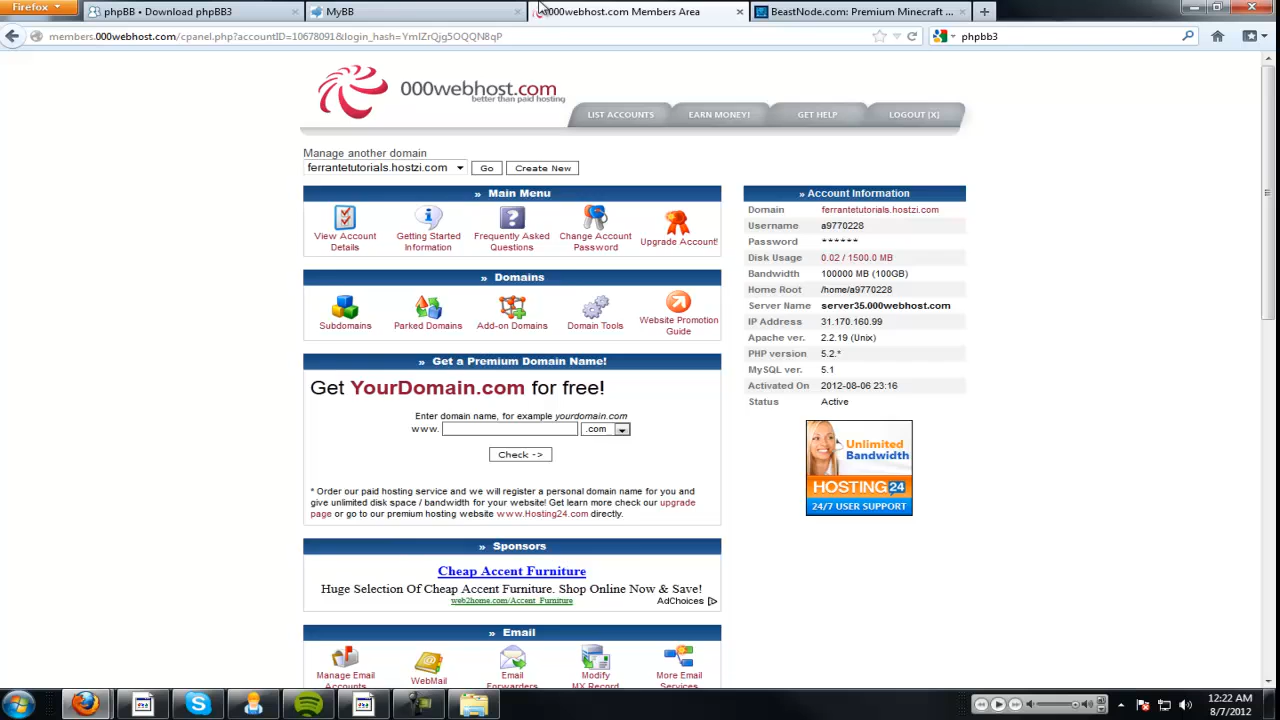 Firefox
phpBB • Download phpBB3
MyBB
000webhost.com Members Area
BeastNode.com: Premium Minecraft ...
members.000webhost.com/cpanel.php?accountID=10678091&login_hash=YmIZrQjg5OQQN8qP
phpbb3
000webhost.com
better than paid hosting
LIST ACCOUNTS
EARN MONEY!
GET HELP
LOGOUT [X]
Manage another domain
ferrantetutorials.hostzi.com
Go
Create New
» Main Menu
View Account Details
Getting Started Information
Frequently Asked Questions
Change Account Password
Upgrade Account!
» Domains
Subdomains
Parked Domains
Add-on Domains
Domain Tools
Website Promotion Guide
» Get a Premium Domain Name!
Get YourDomain.com for free!
Enter domain name, for example yourdomain.com
www.
.com
Check ->
* Order our paid hosting service and we will register a personal domain name for you and
give unlimited disk space / bandwidth for your website! Get learn more check our upgrade
page or go to our premium hosting website www.Hosting24.com directly.
» Sponsors
Cheap Accent Furniture
Huge Selection Of Cheap Accent Furniture. Shop Online Now & Save!
web2home.com/Accent_Furniture
AdChoices
» Email
Manage Email Accounts
WebMail
Email Forwarders
Modify MX Record
More Email Services
» Account Information
Domain ferrantetutorials.hostzi.com
Username a9770228
Password ******
Disk Usage 0.02 / 1500.0 MB
Bandwidth 100000 MB (100GB)
Home Root /home/a9770228
Server Name server35.000webhost.com
IP Address 31.170.160.99
Apache ver. 2.2.19 (Unix)
PHP version 5.2.*
MySQL ver. 5.1
Activated On 2012-08-06 23:16
Status Active
Unlimited
Bandwidth
HOSTING 24
24/7 USER SUPPORT
12:22 AM
8/7/2012